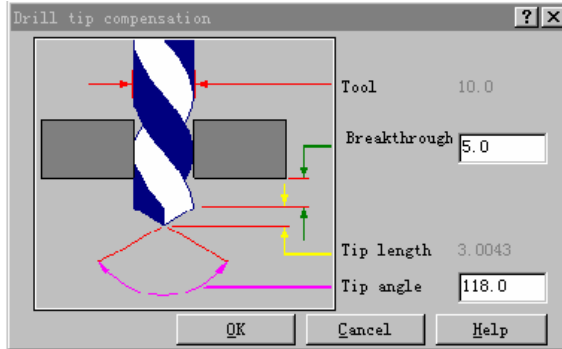 Drill tip compensation
Tool 10.0
Breakthrough 5.0
Tip length 3.0043
Tip angle 118.0
OK Cancel Help